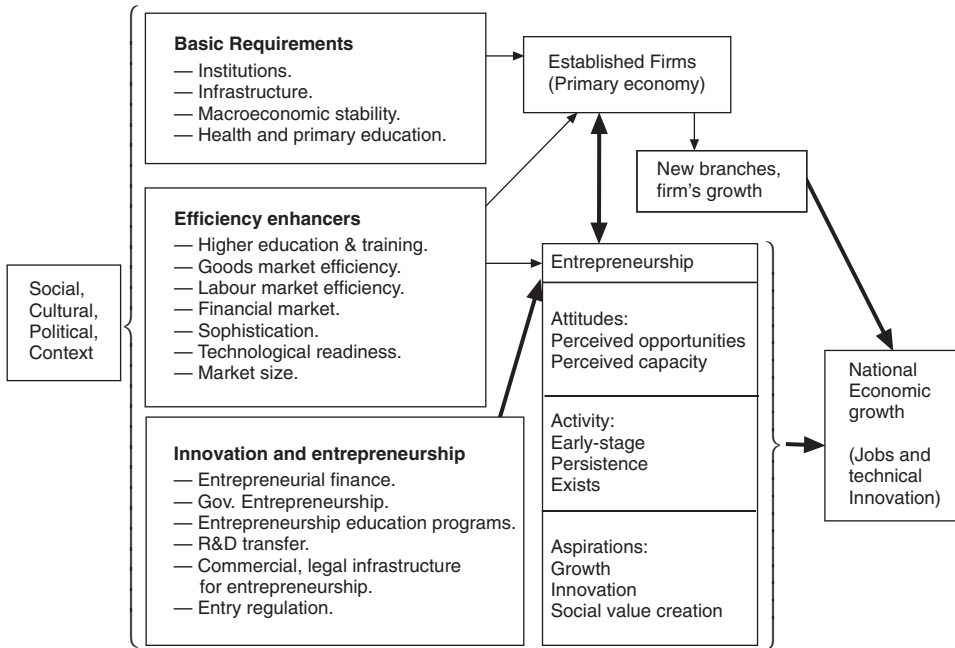 Social,
Cultural,
Political,
Context
Basic Requirements
— Institutions.
— Infrastructure.
— Macroeconomic stability.
— Health and primary education.
Efficiency enhancers
— Higher education & training.
— Goods market efficiency.
— Labour market efficiency.
— Financial market.
— Sophistication.
— Technological readiness.
— Market size.
Innovation and entrepreneurship
— Entrepreneurial finance.
— Gov. Entrepreneurship.
— Entrepreneurship education programs.
— R&D transfer.
— Commercial, legal infrastructure
for entrepreneurship.
— Entry regulation.
Established Firms
(Primary economy)
New branches,
firm's growth
Entrepreneurship
Attitudes:
Perceived opportunities
Perceived capacity
Activity:
Early-stage
Persistence
Exists
Aspirations:
Growth
Innovation
Social value creation
National
Economic
growth
(Jobs and
technical
Innovation)